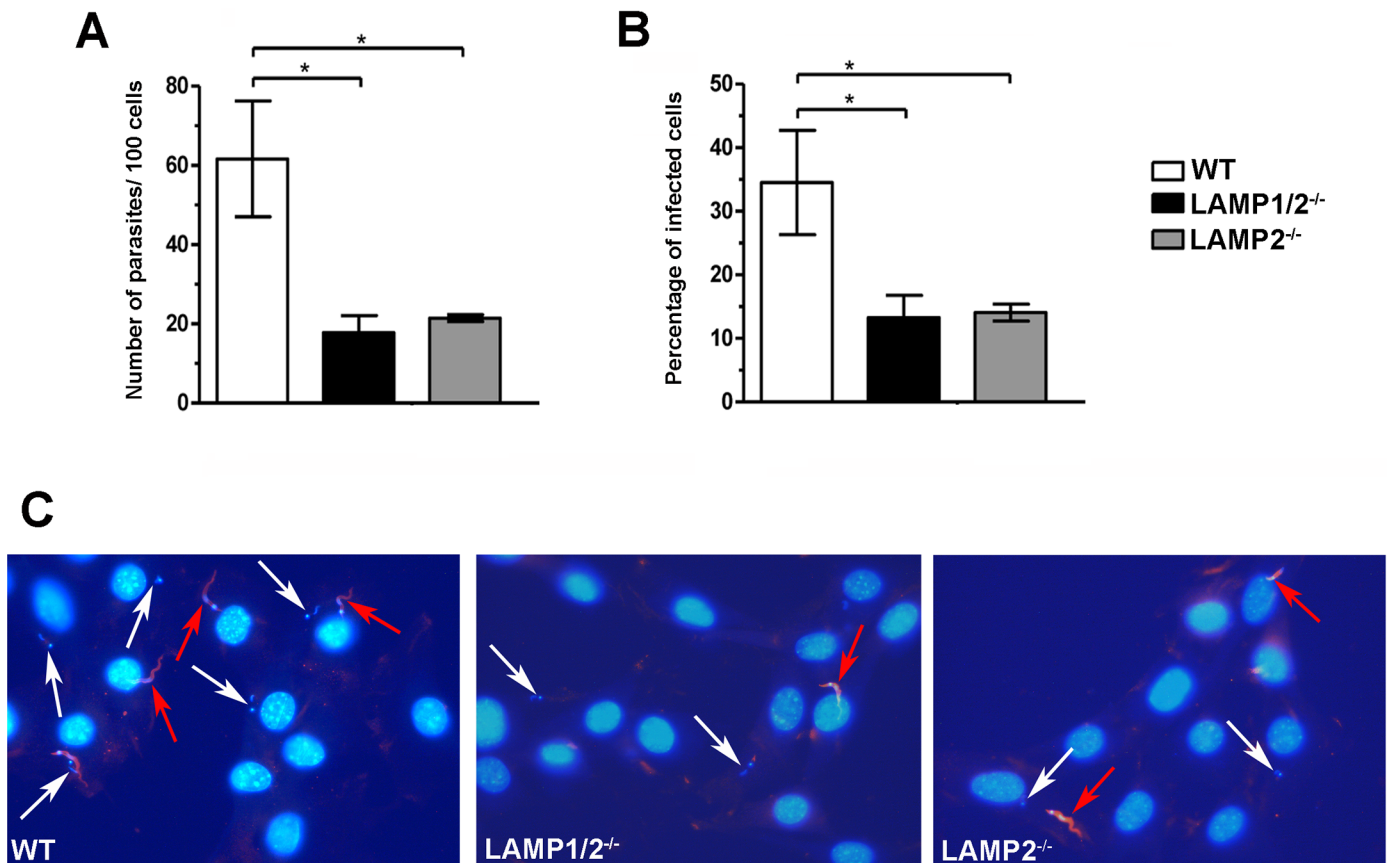 A
*
*
Number of parasites/ 100 cells
80
60
40
20
0
B
*
*
Percentage of infected cells
50
40
30
20
10
0
WT
LAMP1/2-/-
LAMP2-/-
C
WT
LAMP1/2-/-
LAMP2-/-